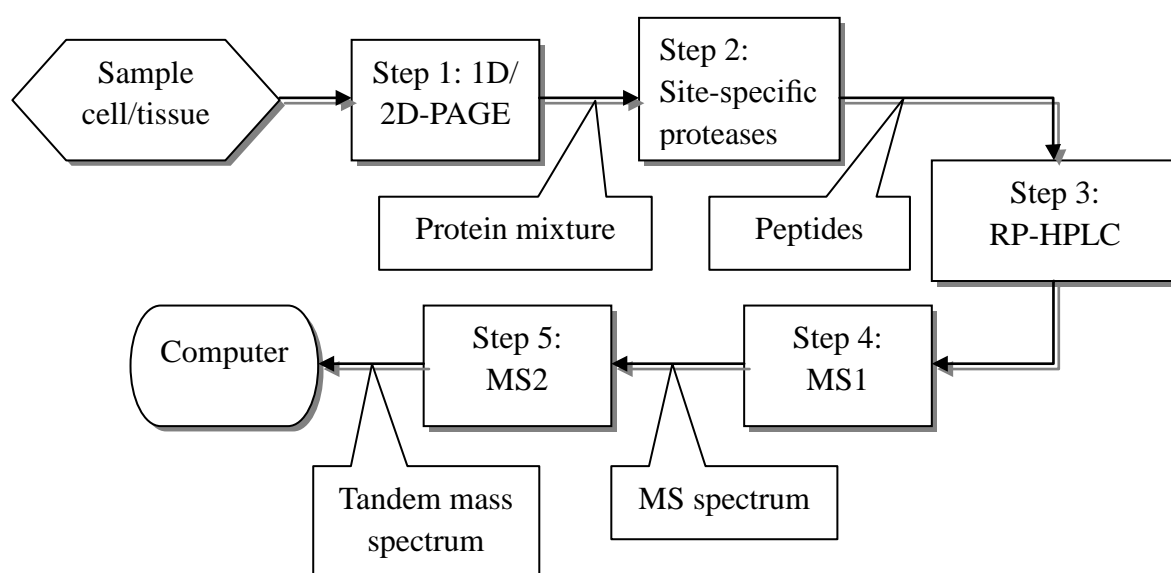 Sample
cell/tissue
Step 1: 1D/
2D-PAGE
Protein mixture
Step 2:
Site-specific
proteases
Peptides
Step 3:
RP-HPLC
Step 4:
MS1
MS spectrum
Step 5:
MS2
Tandem mass
spectrum
Computer